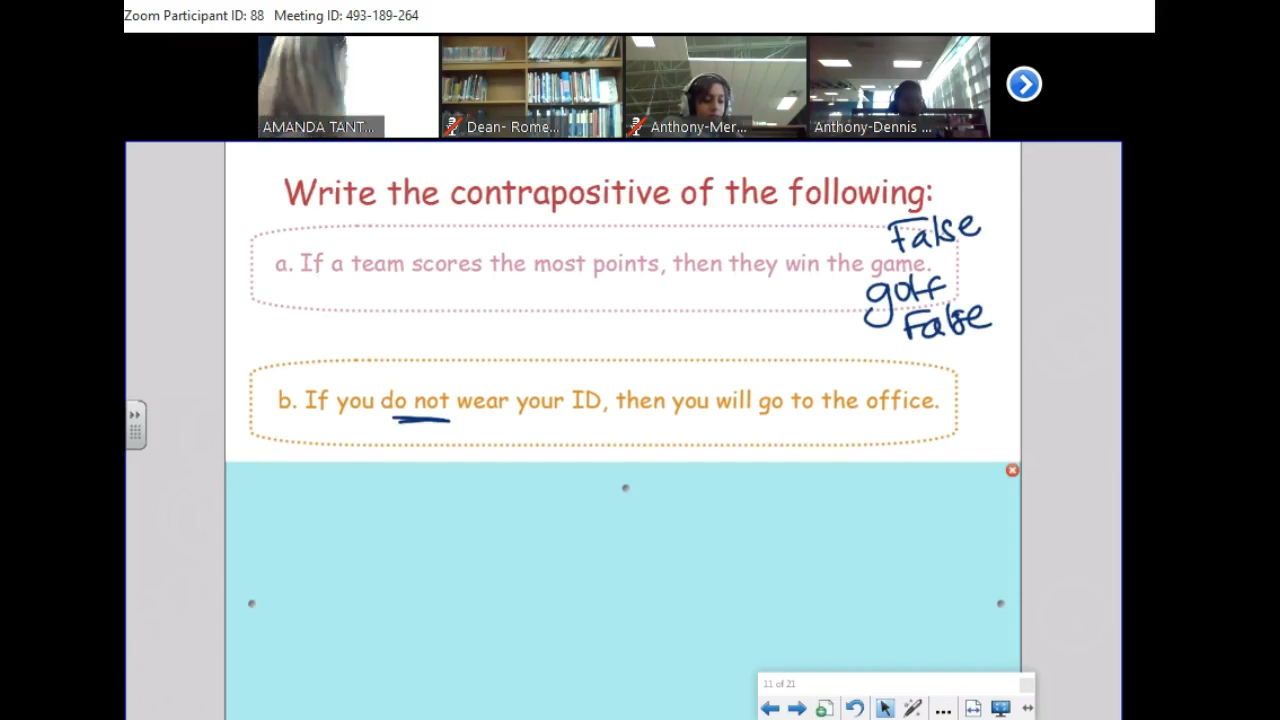 Zoom Participant ID: 88 Meeting ID: 493-189-264
AMANDA TANT...
Dean- Rome...
Anthony-Mer...
Anthony-Dennis ...
Write the contrapositive of the following:
False
a. If a team scores the most points, then they win the game.
golf
False
b. If you do not wear your ID, then you will go to the office.
11 of 21